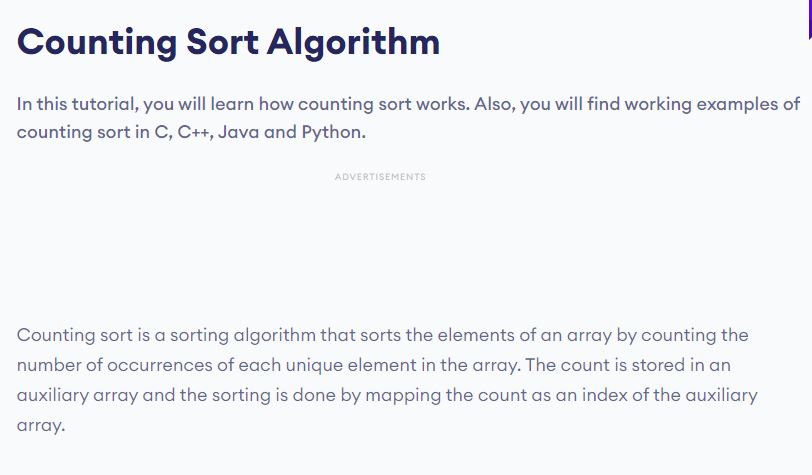 Counting Sort Algorithm
In this tutorial, you will learn how counting sort works. Also, you will find working examples of
counting sort in C, C++, Java and Python.
ADVERTISEMENTS
Counting sort is a sorting algorithm that sorts the elements of an array by counting the
number of occurrences of each unique element in the array. The count is stored in an
auxiliary array and the sorting is done by mapping the count as an index of the auxiliary
array.